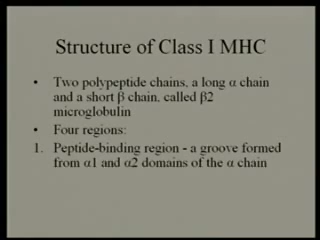 Structure of Class I MHC
• Two polypeptide chains, a long α chain
and a short β chain, called β2
microglobulin
• Four regions:
1. Peptide-binding region - a groove formed
from α1 and α2 domains of the α chain